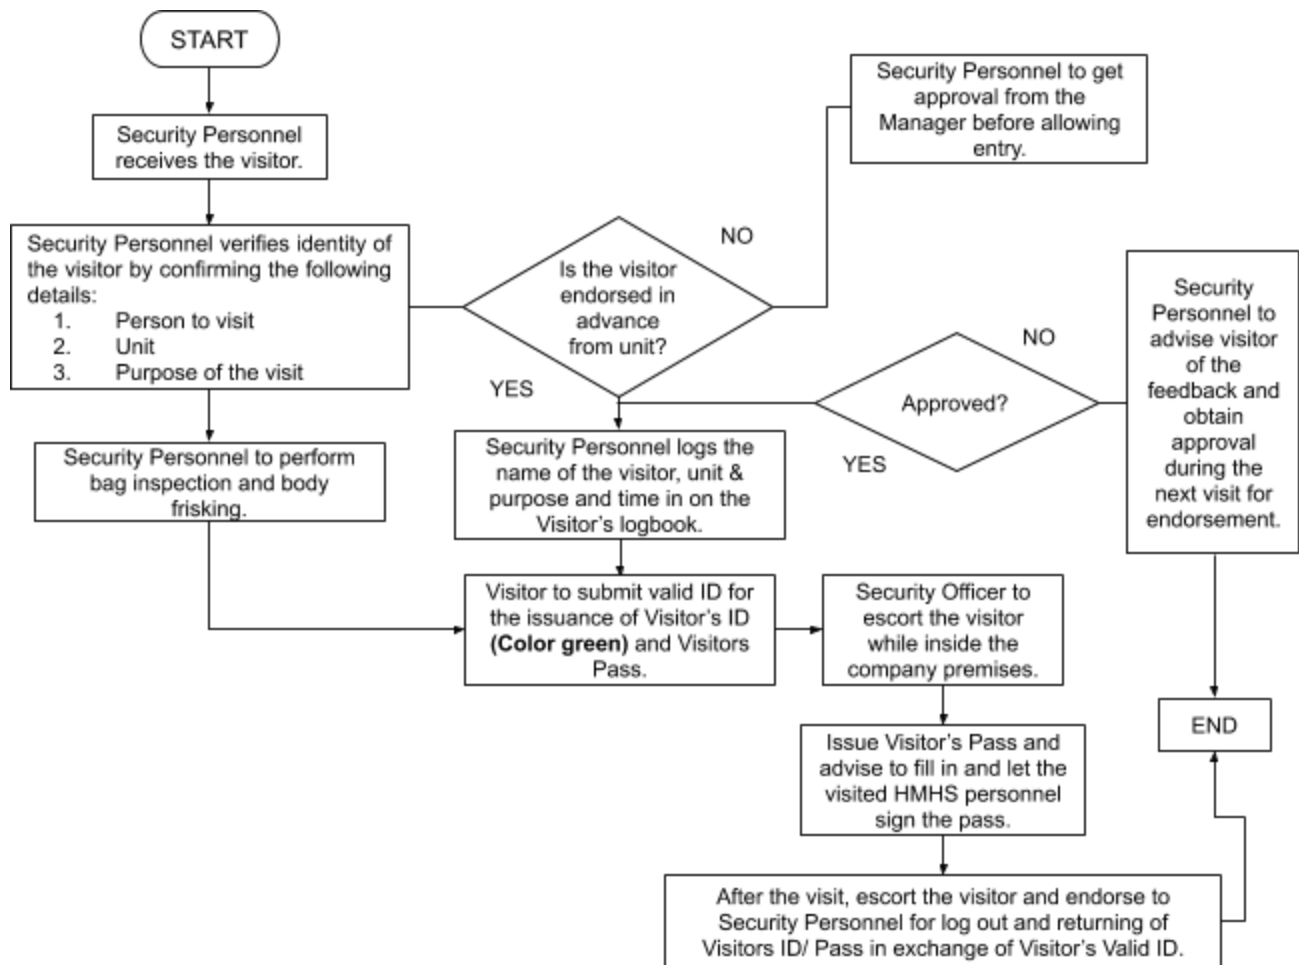 START
Security Personnel
receives the visitor.
Security Personnel verifies identity of
the visitor by confirming the following
details:
1. Person to visit
2. Unit
3. Purpose of the visit
Security Personnel to perform
bag inspection and body
frisking.
Is the visitor
endorsed in
advance
from unit?
NO
YES
Security Personnel to get
approval from the
Manager before allowing
entry.
Approved?
NO
YES
Security
Personnel to
advise visitor
of the
feedback and
obtain
approval
during the
next visit for
endorsement.
Security Personnel logs the
name of the visitor, unit &
purpose and time in on the
Visitor's logbook.
Visitor to submit valid ID for
the issuance of Visitor's ID
(Color green) and Visitors
Pass.
Security Officer to
escort the visitor
while inside the
company premises.
Issue Visitor's Pass and
advise to fill in and let the
visited HMHS personnel
sign the pass.
After the visit, escort the visitor and endorse to
Security Personnel for log out and returning of
Visitors ID/ Pass in exchange of Visitor's Valid ID.
END